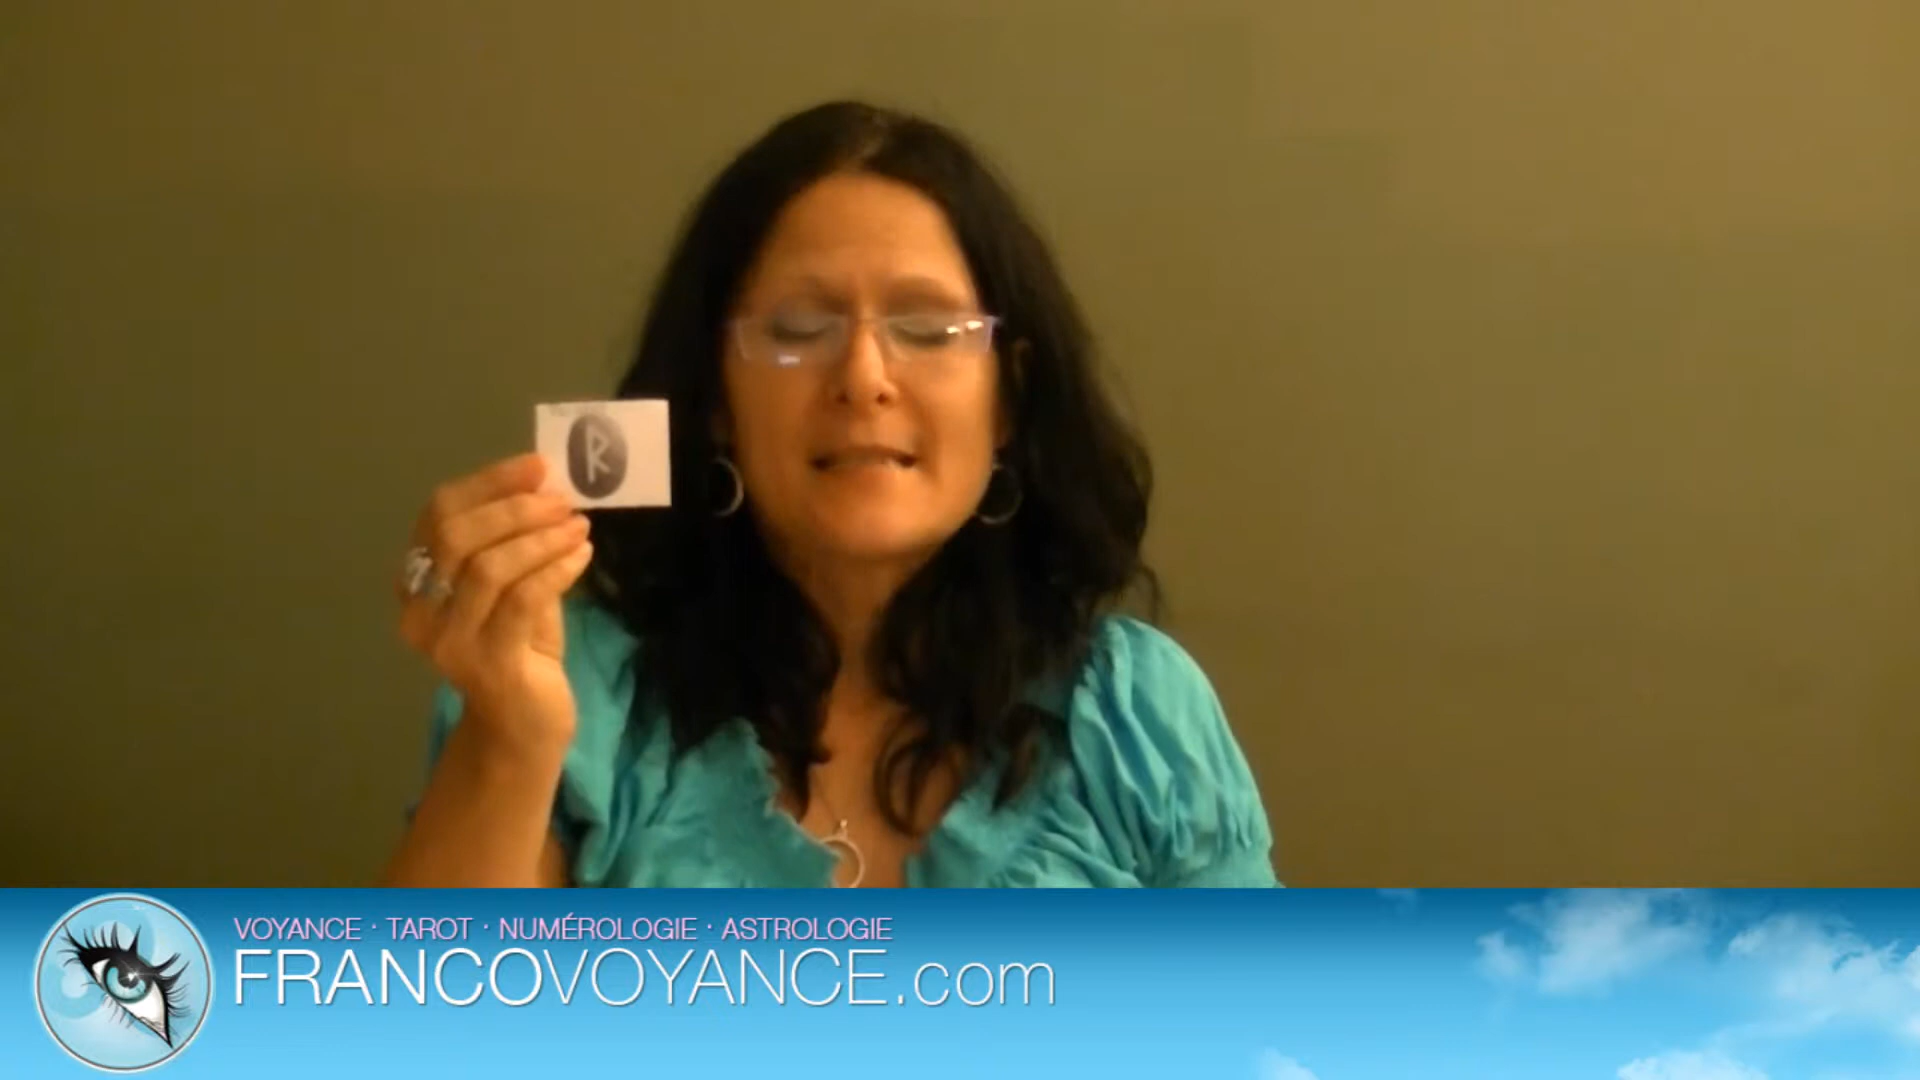 ᚱ
VOYANCE · TAROT · NUMÉROLOGIE · ASTROLOGIE
FRANCOVOYANCE.com